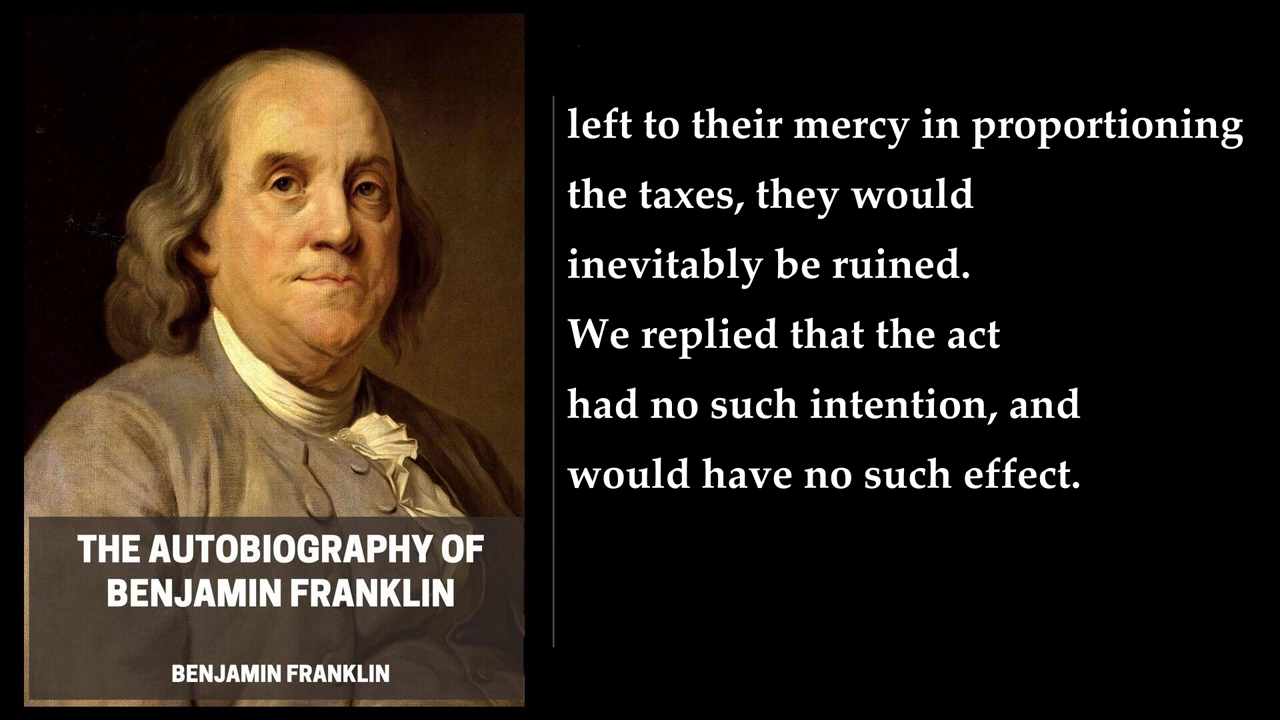 THE AUTOBIOGRAPHY OF
BENJAMIN FRANKLIN
BENJAMIN FRANKLIN
left to their mercy in proportioning
the taxes, they would
inevitably be ruined.
We replied that the act
had no such intention, and
would have no such effect.